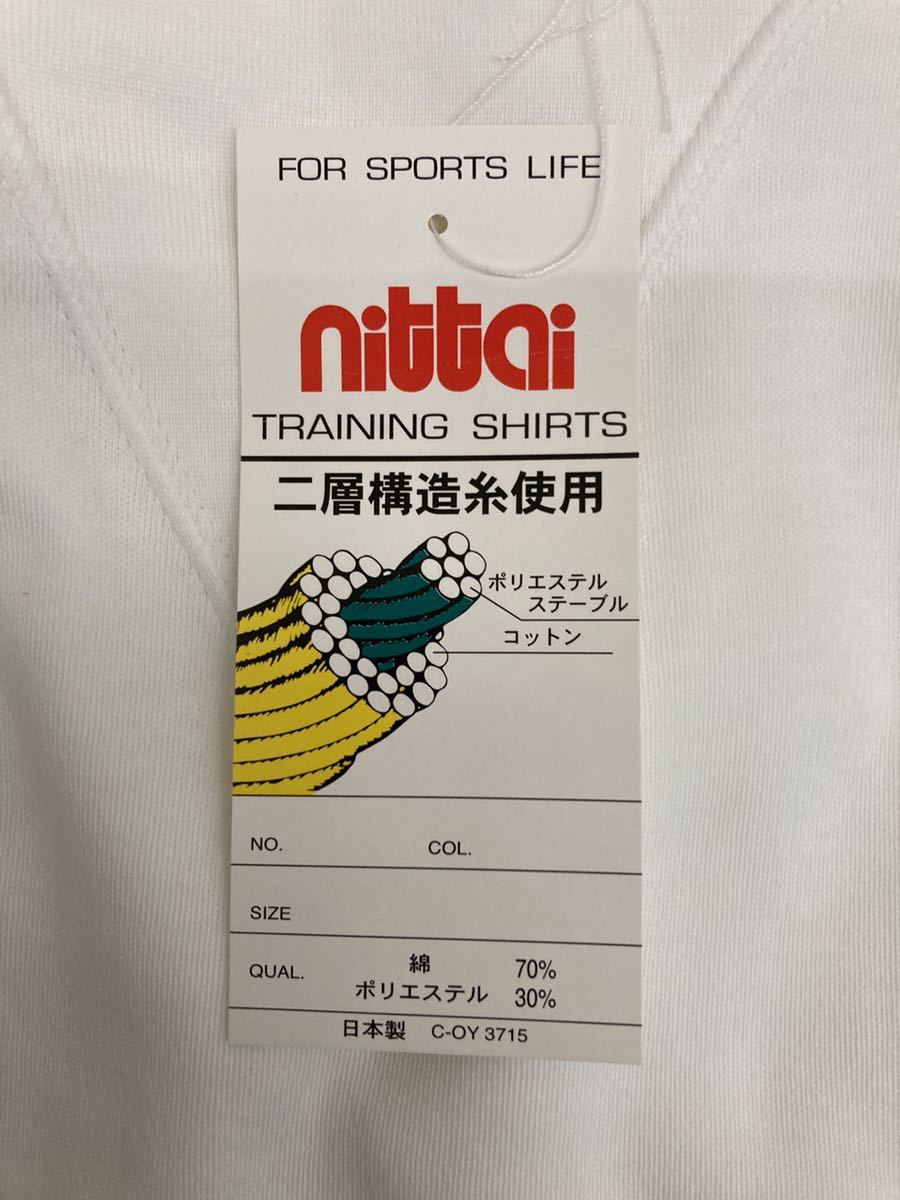 FOR SPORTS LIFE
nittai
TRAINING SHIRTS
二層構造糸使用
ポリエステル
ステーブル
コットン
NO. COL.
SIZE
QUAL. 綿 70%
ポリエステル 30%
日本製 C-OY 3715